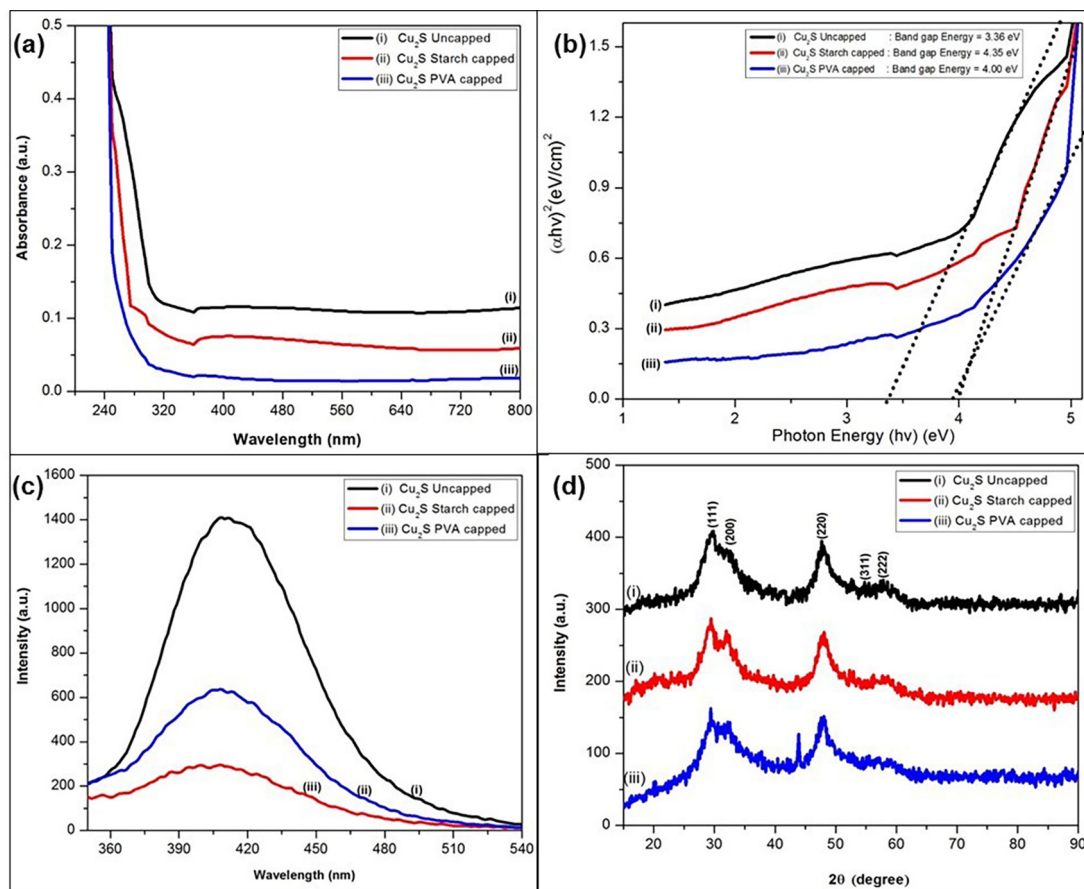 (a)
0.5
0.4
0.3
0.2
0.1
0.0
Absorbance (a.u.)
(i) Cu₂S Uncapped
(ii) Cu₂S Starch capped
(iii) Cu₂S PVA capped
(i)
(ii)
(iii)
240 320 400 480 560 640 720 800
Wavelength (nm)
(b)
1.5
1.2
0.9
0.6
0.3
0.0
(αhν)²(eV/cm)²
(i) Cu₂S Uncapped : Band gap Energy = 3.36 eV
(ii) Cu₂S Starch capped : Band gap Energy = 4.35 eV
(iii) Cu₂S PVA capped : Band gap Energy = 4.00 eV
(i)
(ii)
(iii)
1 2 3 4 5
Photon Energy (hν) (eV)
(c)
1600
1400
1200
1000
800
600
400
200
0
Intensity (a.u.)
(i) Cu₂S Uncapped
(ii) Cu₂S Starch capped
(iii) Cu₂S PVA capped
(iii) (ii) (i)
360 390 420 450 480 510 540
Wavelength (nm)
(d)
500
400
300
200
100
0
Intensity (a.u.)
(i) Cu₂S Uncapped
(ii) Cu₂S Starch capped
(iii) Cu₂S PVA capped
(111)
(200)
(220)
(311)
(222)
(i)
(ii)
(iii)
20 30 40 50 60 70 80 90
2θ (degree)